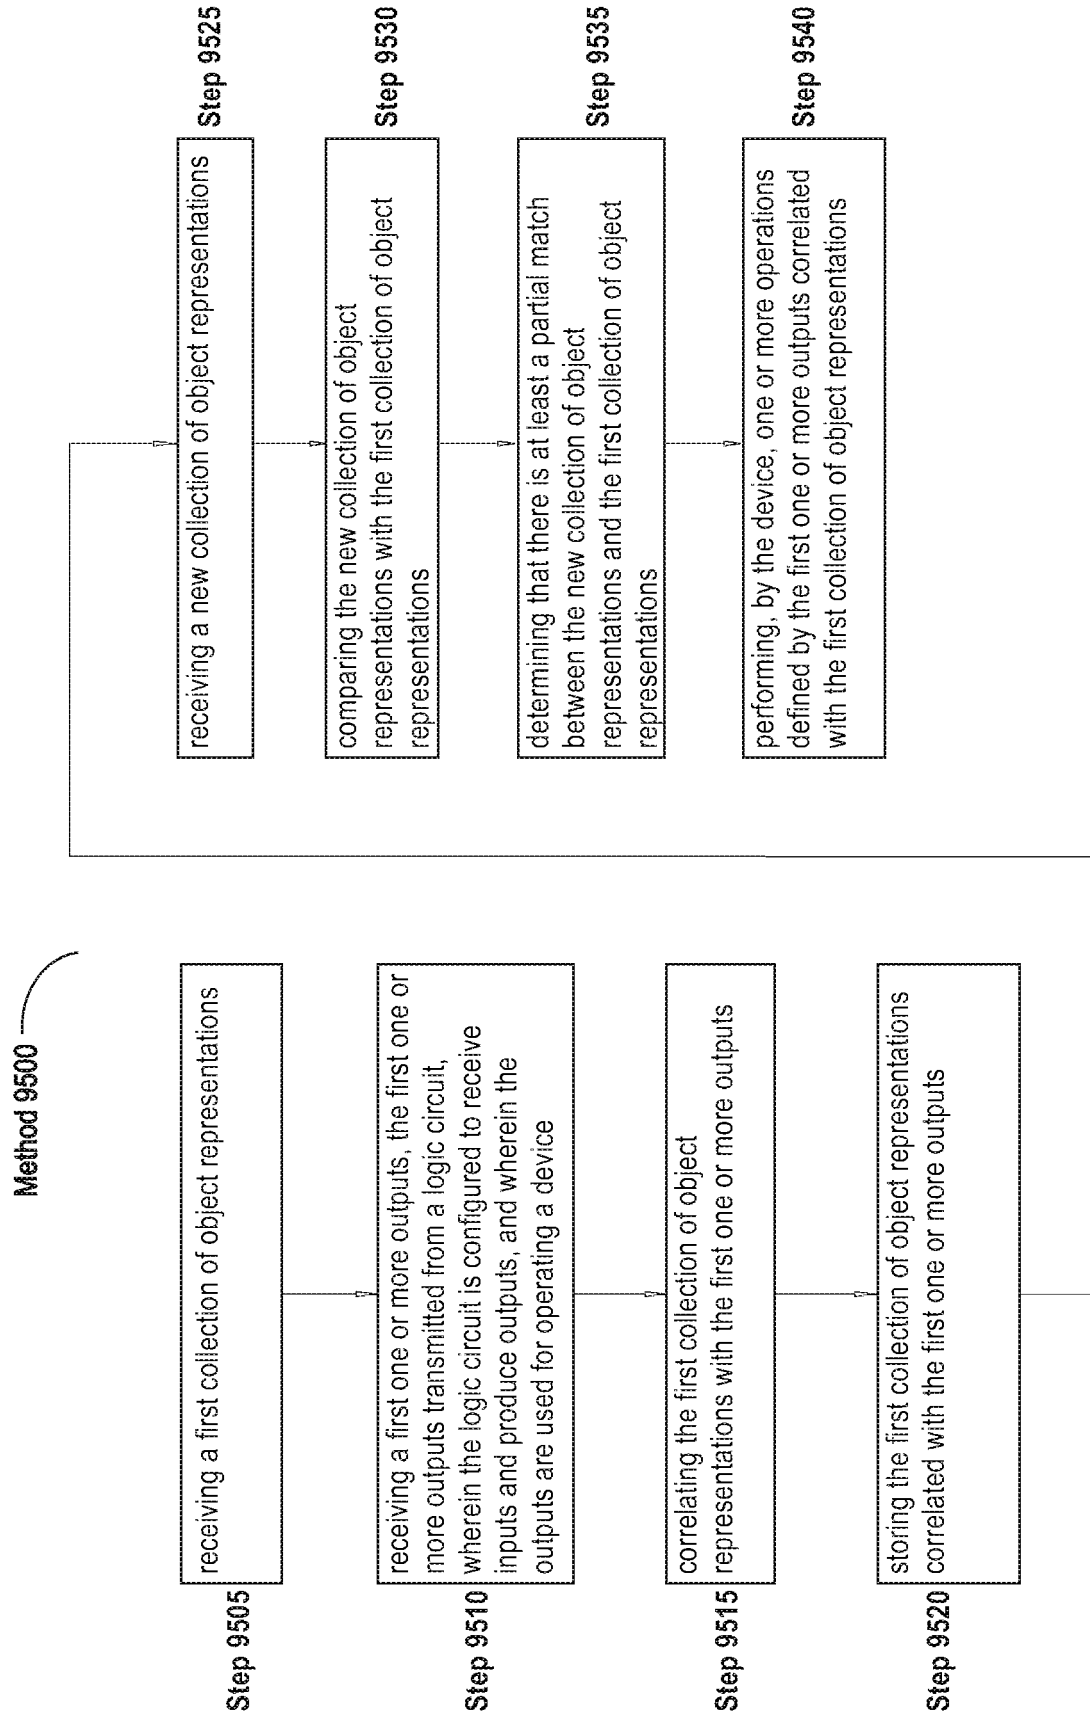 Method 9500
Step 9505
receiving a first collection of object representations
Step 9510
receiving a first one or more outputs, the first one or
more outputs transmitted from a logic circuit,
wherein the logic circuit is configured to receive
inputs and produce outputs, and wherein the
outputs are used for operating a device
Step 9515
correlating the first collection of object
representations with the first one or more outputs
Step 9520
storing the first collection of object representations
correlated with the first one or more outputs
receiving a new collection of object representations
Step 9525
comparing the new collection of object
representations with the first collection of object
representations
Step 9530
determining that there is at least a partial match
between the new collection of object
representations and the first collection of object
representations
Step 9535
performing, by the device, one or more operations
defined by the first one or more outputs correlated
with the first collection of object representations
Step 9540